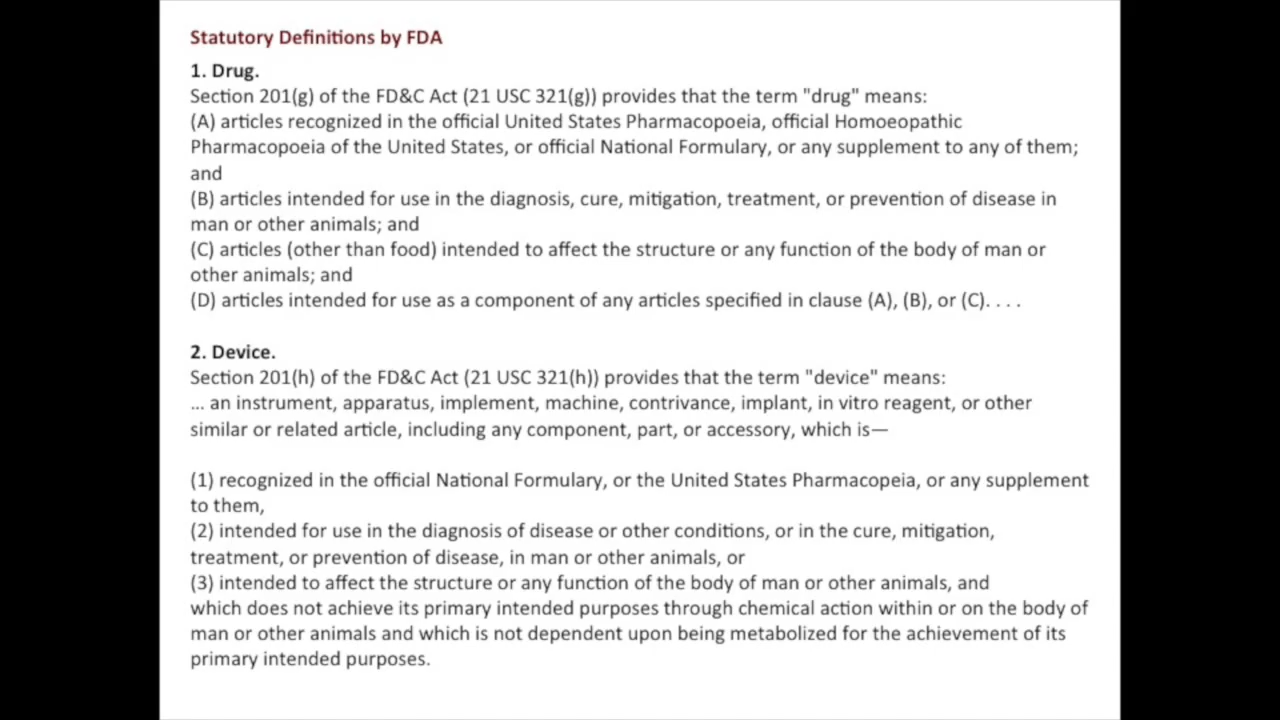 Statutory Definitions by FDA
1. Drug.
Section 201(g) of the FD&C Act (21 USC 321(g)) provides that the term "drug" means:
(A) articles recognized in the official United States Pharmacopoeia, official Homoeopathic
Pharmacopoeia of the United States, or official National Formulary, or any supplement to any of them;
and
(B) articles intended for use in the diagnosis, cure, mitigation, treatment, or prevention of disease in
man or other animals; and
(C) articles (other than food) intended to affect the structure or any function of the body of man or
other animals; and
(D) articles intended for use as a component of any articles specified in clause (A), (B), or (C). . . .
2. Device.
Section 201(h) of the FD&C Act (21 USC 321(h)) provides that the term "device" means:
... an instrument, apparatus, implement, machine, contrivance, implant, in vitro reagent, or other
similar or related article, including any component, part, or accessory, which is—
(1) recognized in the official National Formulary, or the United States Pharmacopeia, or any supplement
to them,
(2) intended for use in the diagnosis of disease or other conditions, or in the cure, mitigation,
treatment, or prevention of disease, in man or other animals, or
(3) intended to affect the structure or any function of the body of man or other animals, and
which does not achieve its primary intended purposes through chemical action within or on the body of
man or other animals and which is not dependent upon being metabolized for the achievement of its
primary intended purposes.